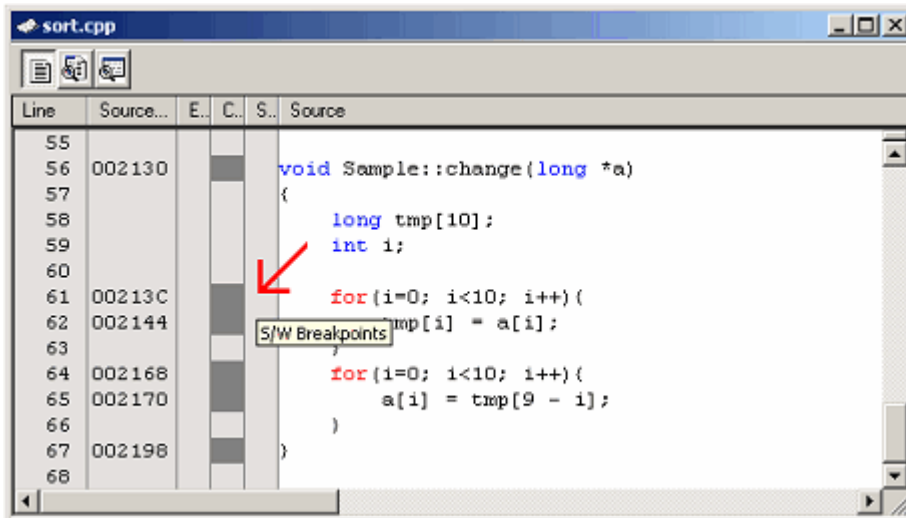 sort.cpp
Line Source... E.. C.. S.. Source
55
56 002130 void Sample::change(long *a)
57 {
58 long tmp[10];
59 int i;
60
61 00213C for(i=0; i<10; i++){
62 002144 mp[i] = a[i];
S/W Breakpoints
63 }
64 002168 for(i=0; i<10; i++){
65 002170 a[i] = tmp[9 - i];
66 }
67 002198 }
68